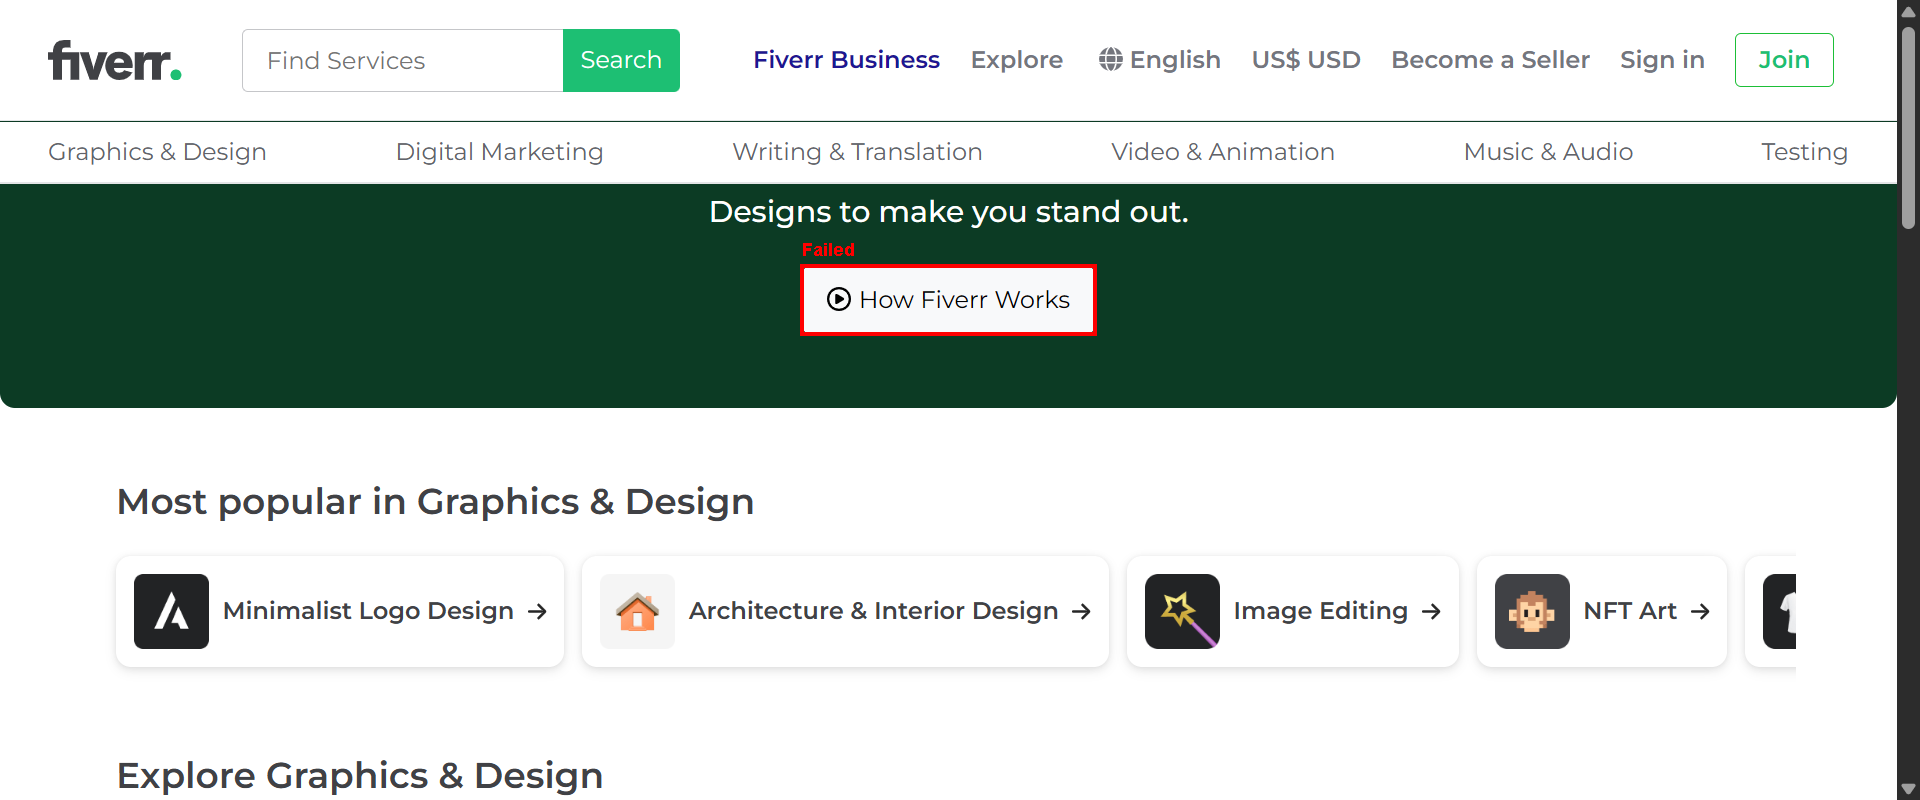 fiverr.
Find Services
Search
Fiverr Business
Explore
English
US$ USD
Become a Seller
Sign in
Join
Graphics & Design
Digital Marketing
Writing & Translation
Video & Animation
Music & Audio
Testing
Designs to make you stand out.
Failed
How Fiverr Works
Most popular in Graphics & Design
Minimalist Logo Design
Architecture & Interior Design
Image Editing
NFT Art
Explore Graphics & Design